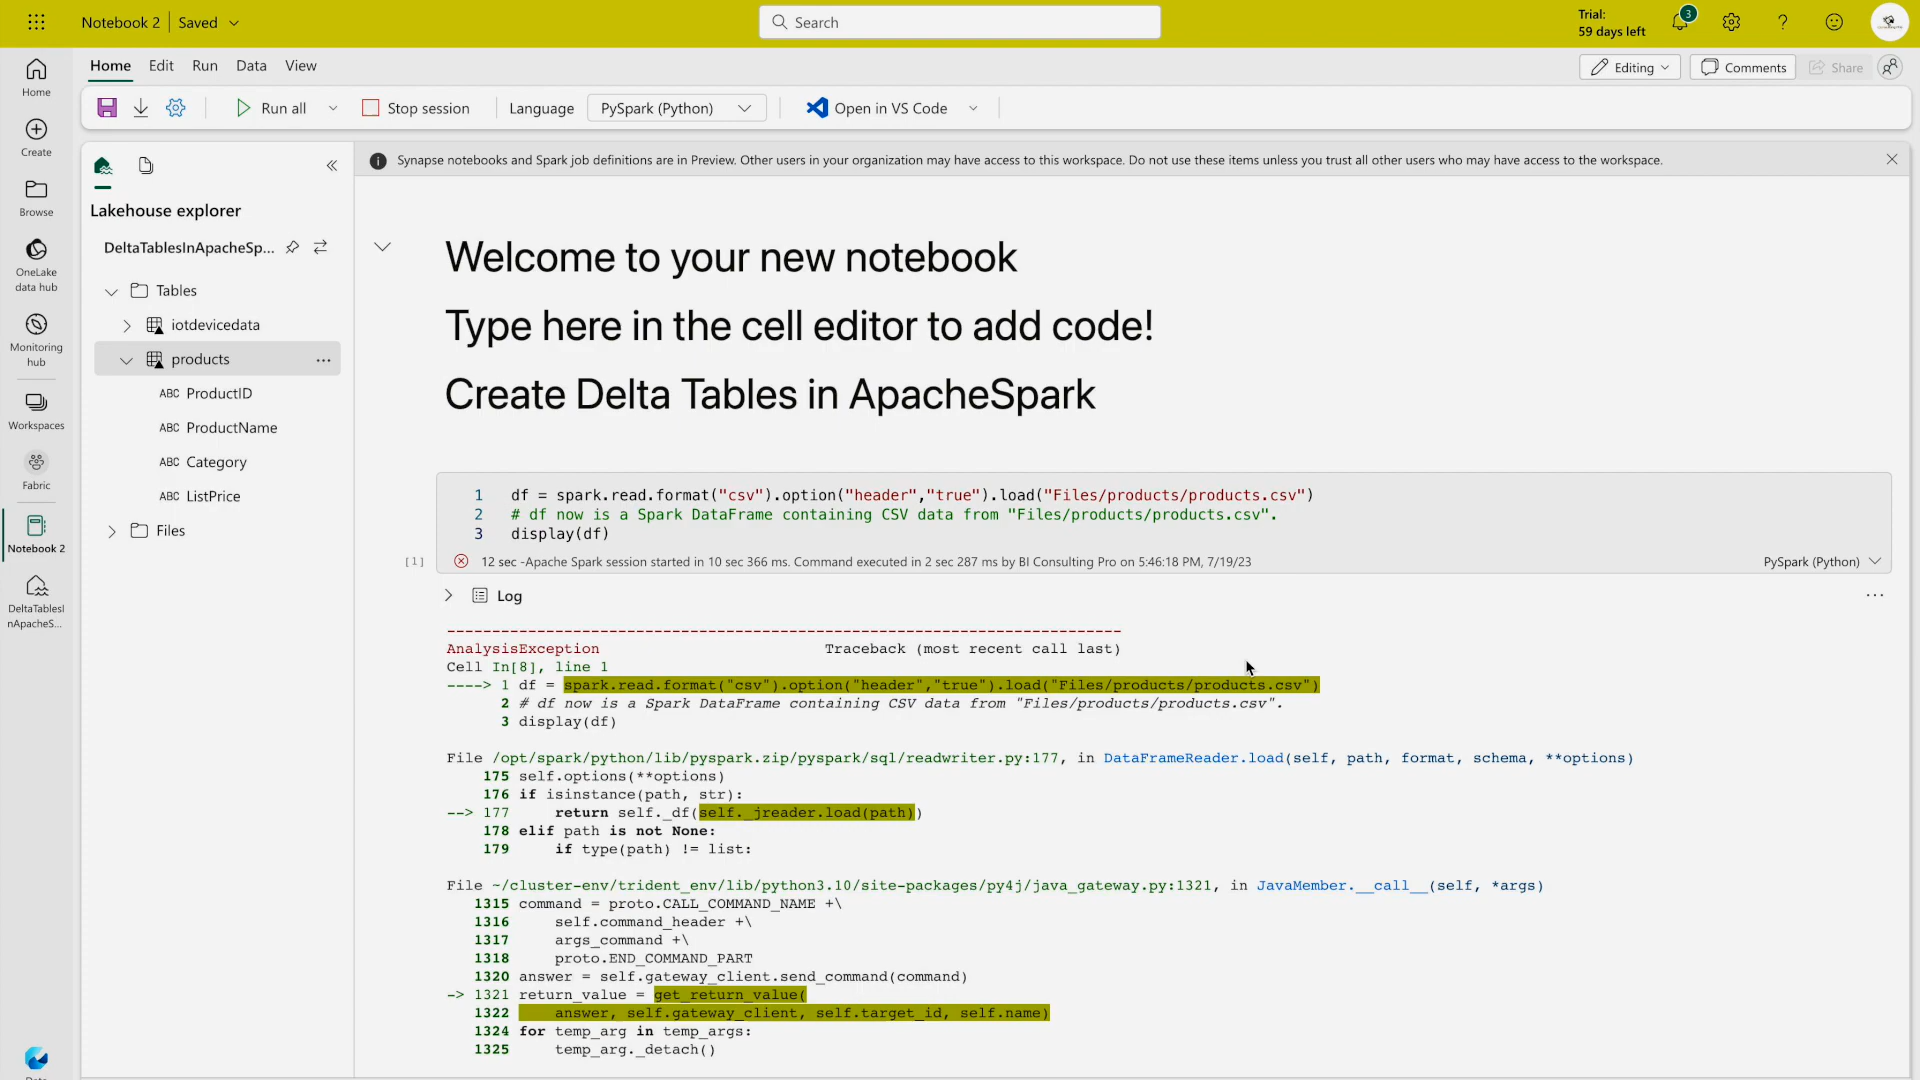 Notebook 2 | Saved
Search
Trial:
59 days left
3
Home
Edit
Run
Data
View
Editing
Comments
Share
Run all
Stop session
Language
PySpark (Python)
Open in VS Code
Home
Create
Browse
OneLake
data hub
Monitoring
hub
Workspaces
Fabric
Notebook 2
DeltaTablesI
nApacheS...
Lakehouse explorer
DeltaTablesInApacheSp...
Tables
iotdevicedata
products
ABC ProductID
ABC ProductName
ABC Category
ABC ListPrice
Files
Synapse notebooks and Spark job definitions are in Preview. Other users in your organization may have access to this workspace. Do not use these items unless you trust all other users who may have access to the workspace.
Welcome to your new notebook
Type here in the cell editor to add code!
Create Delta Tables in ApacheSpark
1 df = spark.read.format("csv").option("header","true").load("Files/products/products.csv")
2 # df now is a Spark DataFrame containing CSV data from "Files/products/products.csv".
3 display(df)
[1]
12 sec -Apache Spark session started in 10 sec 366 ms. Command executed in 2 sec 287 ms by BI Consulting Pro on 5:46:18 PM, 7/19/23
PySpark (Python)
Log
---------------------------------------------------------------------------
AnalysisException Traceback (most recent call last)
Cell In[8], line 1
----> 1 df = spark.read.format("csv").option("header","true").load("Files/products/products.csv")
2 # df now is a Spark DataFrame containing CSV data from "Files/products/products.csv".
3 display(df)
File /opt/spark/python/lib/pyspark.zip/pyspark/sql/readwriter.py:177, in DataFrameReader.load(self, path, format, schema, **options)
175 self.options(**options)
176 if isinstance(path, str):
--> 177 return self._df(self._jreader.load(path))
178 elif path is not None:
179 if type(path) != list:
File ~/cluster-env/trident_env/lib/python3.10/site-packages/py4j/java_gateway.py:1321, in JavaMember.__call__(self, *args)
1315 command = proto.CALL_COMMAND_NAME +\
1316 self.command_header +\
1317 args_command +\
1318 proto.END_COMMAND_PART
1320 answer = self.gateway_client.send_command(command)
-> 1321 return_value = get_return_value(
1322 answer, self.gateway_client, self.target_id, self.name)
1324 for temp_arg in temp_args:
1325 temp_arg._detach()